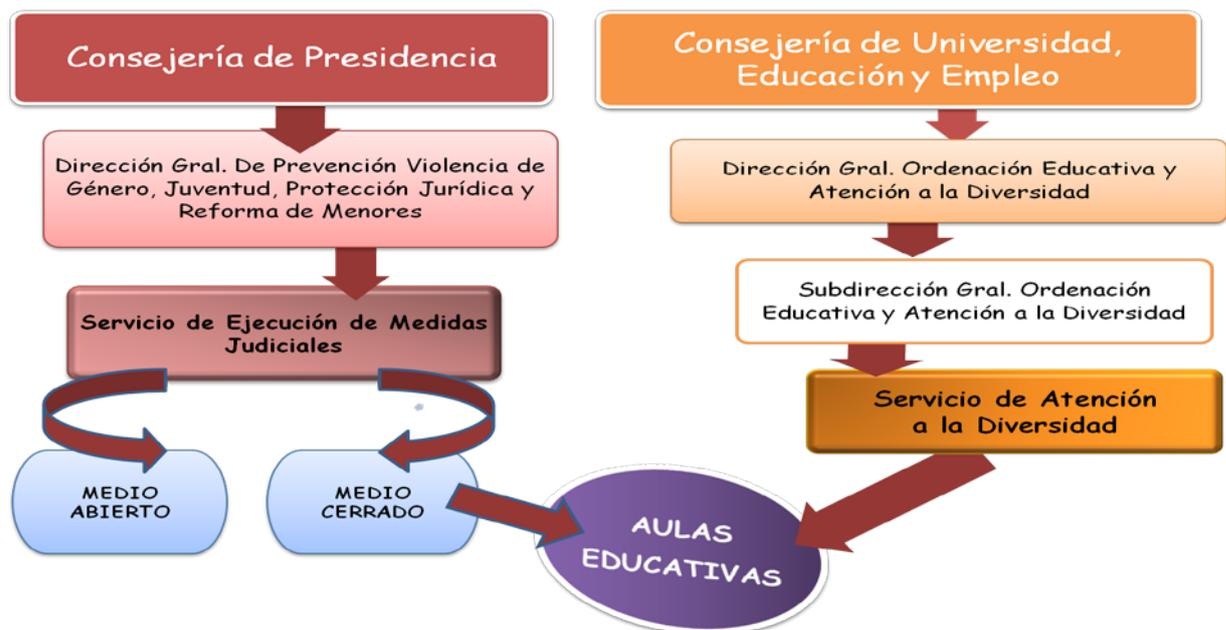 Consejería de Presidencia
Dirección Gral. De Prevención Violencia de
Género, Juventud, Protección Jurídica y
Reforma de Menores
Servicio de Ejecución de Medidas
Judiciales
MEDIO
ABIERTO
MEDIO
CERRADO
Consejería de Universidad,
Educación y Empleo
Dirección Gral. Ordenación Educativa y
Atención a la Diversidad
Subdirección Gral. Ordenación
Educativa y Atención a la Diversidad
Servicio de Atención
a la Diversidad
AULAS
EDUCATIVAS